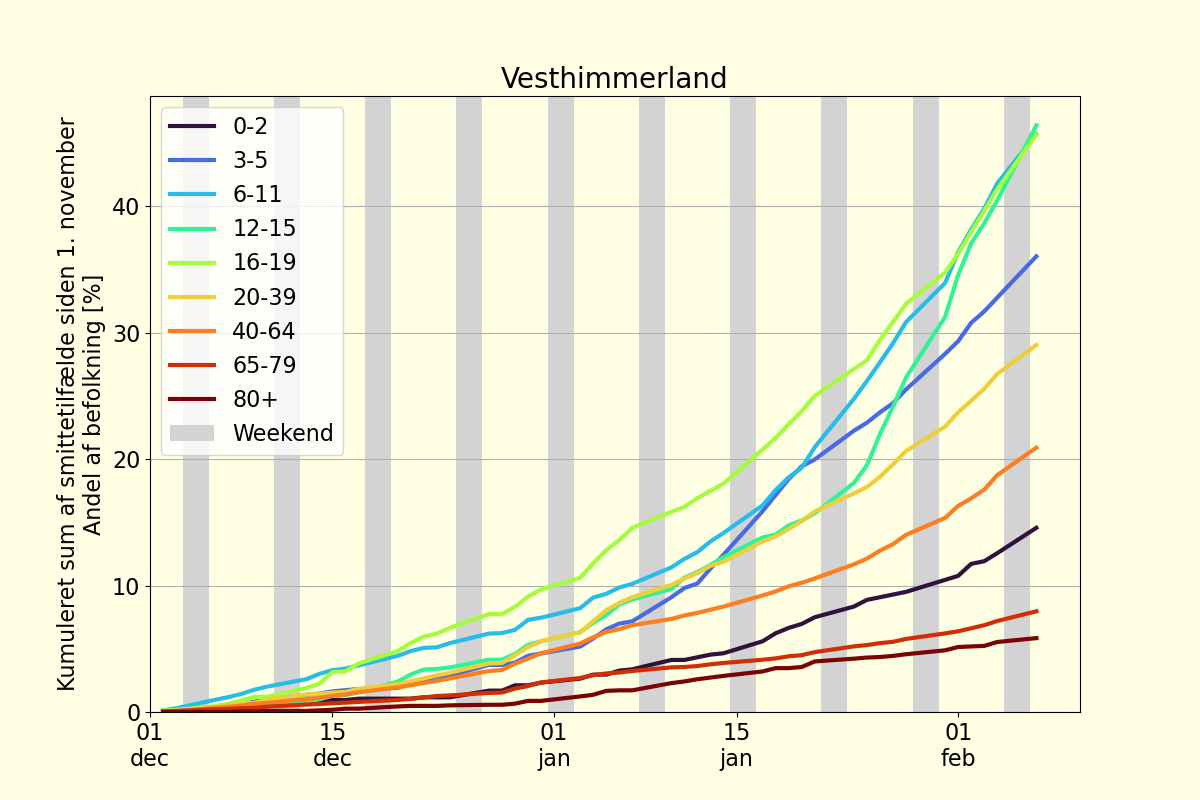 Vesthimmerland
Kumuleret sum af smittetilfælde siden 1. november
Andel af befolkning [%]
0-2
3-5
6-11
12-15
16-19
20-39
40-64
65-79
80+
Weekend
40
30
20
10
0
01
dec
15
dec
01
jan
15
jan
01
feb